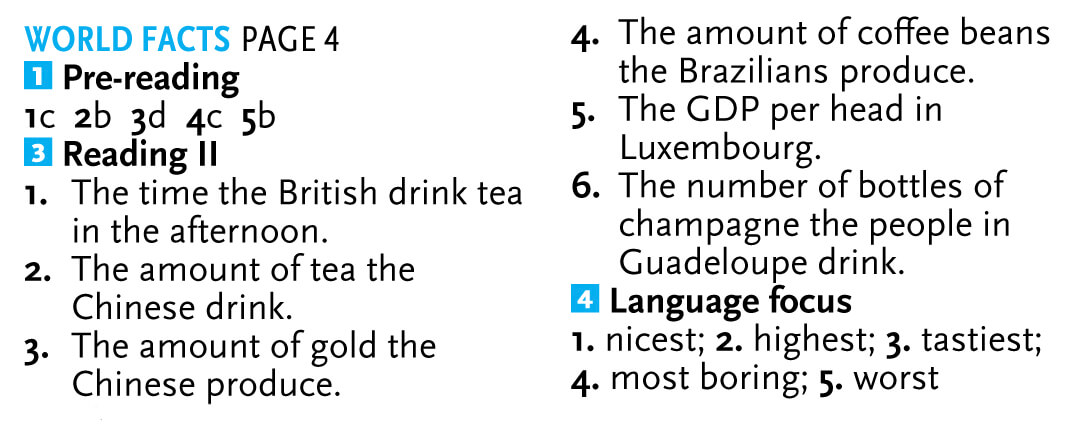 WORLD FACTS PAGE 4
1 Pre-reading
1c 2b 3d 4c 5b
3 Reading II
1. The time the British drink tea
in the afternoon.
2. The amount of tea the
Chinese drink.
3. The amount of gold the
Chinese produce.
4. The amount of coffee beans
the Brazilians produce.
5. The GDP per head in
Luxembourg.
6. The number of bottles of
champagne the people in
Guadeloupe drink.
4 Language focus
1. nicest; 2. highest; 3. tastiest;
4. most boring; 5. worst